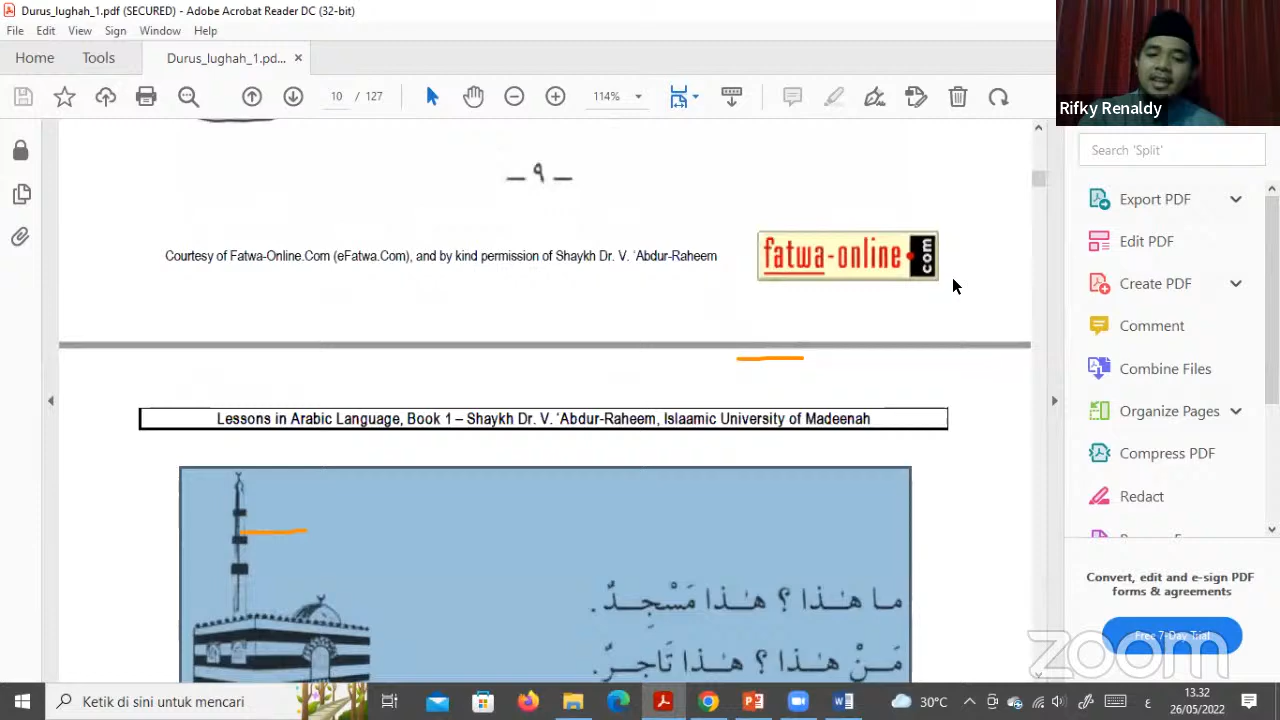 Durus_lughah_1.pdf (SECURED) - Adobe Acrobat Reader DC (32-bit)
File Edit View Sign Window Help
Home Tools Durus_lughah_1.pd... ×
10 / 127 114%
Rifky Renaldy
Search 'Split'
– ٩ –
Export PDF
Courtesy of Fatwa-Online.Com (eFatwa.Com), and by kind permission of Shaykh Dr. V. ‘Abdur-Raheem
fatwa-online.com
Edit PDF
Create PDF
Comment
Combine Files
Lessons in Arabic Language, Book 1 – Shaykh Dr. V. ‘Abdur-Raheem, Islaamic University of Madeenah
Organize Pages
Compress PDF
Redact
Convert, edit and e-sign PDF
forms & agreements
Free 7-Day Trial
ما هٰذا ؟ هٰذا مَسْجِدٌ .
مَنْ هٰذا ؟ هٰذا تَاجِرٌ .
zoom
Ketik di sini untuk mencari
30°C
ع
13.32
26/05/2022